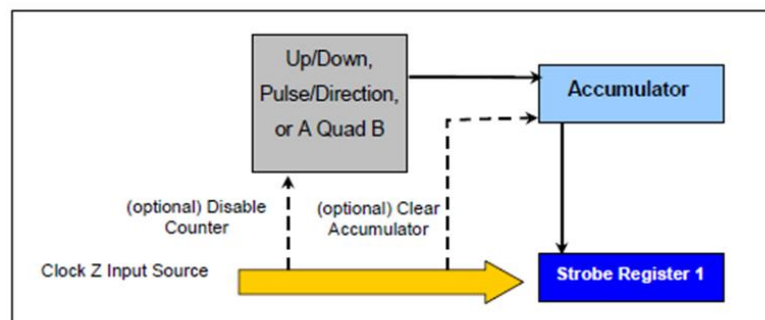 Up/Down,
Pulse/Direction,
or A Quad B
Accumulator
(optional) Disable
Counter
(optional) Clear
Accumulator
Clock Z Input Source
Strobe Register 1